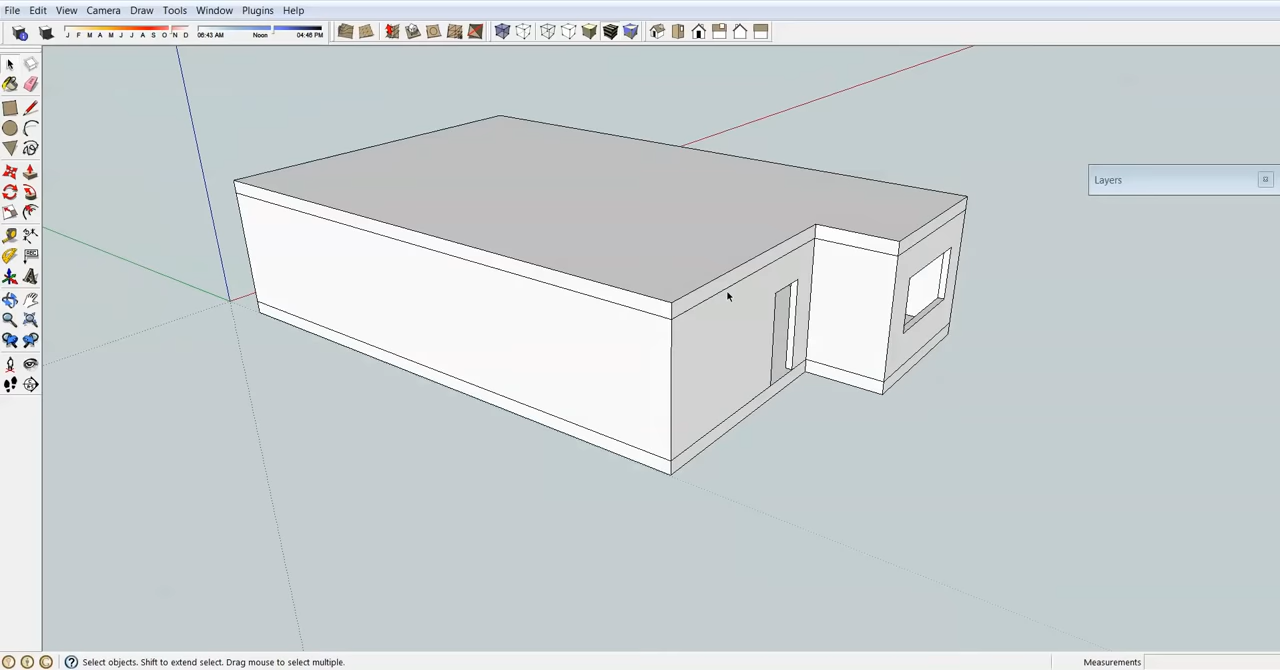 File Edit View Camera Draw Tools Window Plugins Help
J F M A M J J A S O N D
06:43 AM Noon 04:46 PM
Layers
Select objects. Shift to extend select. Drag mouse to select multiple.
Measurements